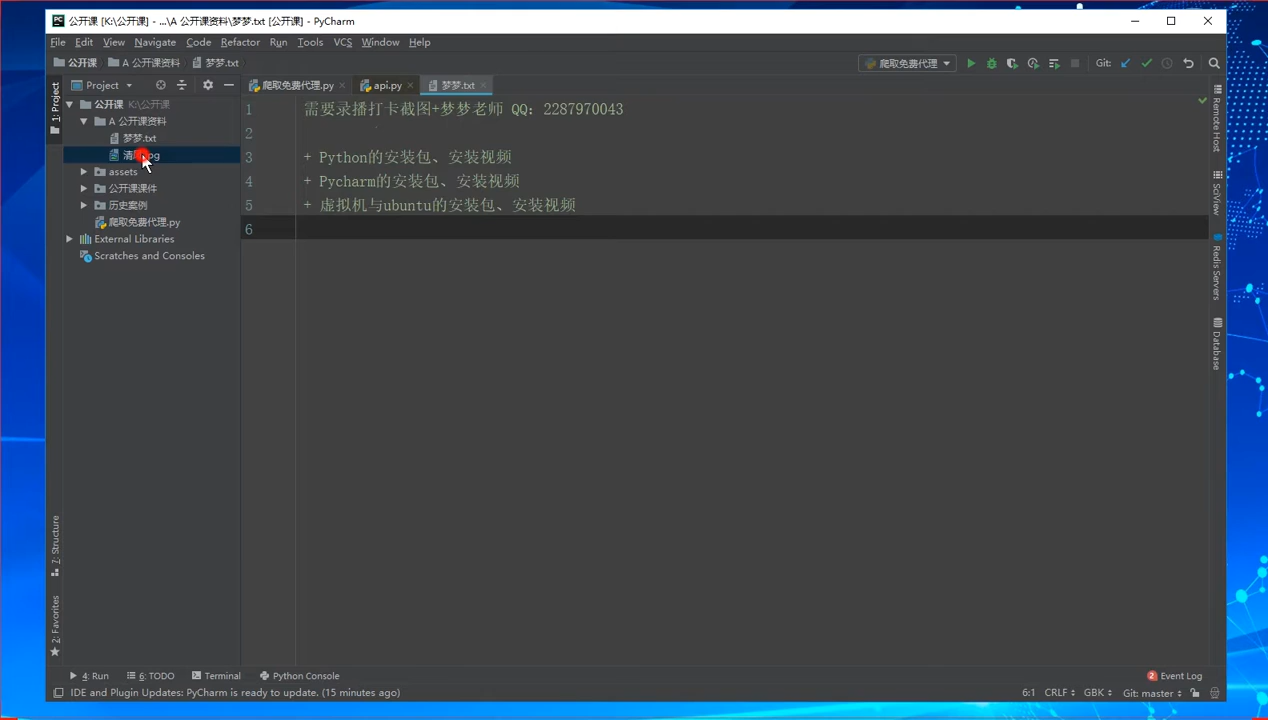 公开课 [K:\公开课] - ...\A 公开课资料\梦梦.txt [公开课] - PyCharm
File Edit View Navigate Code Refactor Run Tools VCS Window Help
公开课 A 公开课资料 梦梦.txt
爬取免费代理 Git:
1: Project
Project
爬取免费代理.py api.py 梦梦.txt
公开课 K:\公开课
A 公开课资料
梦梦.txt
assets
公开课课件
历史案例
爬取免费代理.py
External Libraries
Scratches and Consoles
1 需要录播打卡截图+梦梦老师 QQ: 2287970043
2
3 + Python的安装包、安装视频
4 + Pycharm的安装包、安装视频
5 + 虚拟机与ubuntu的安装包、安装视频
6
Remote Host
SciView
Redis Servers
Database
7: Structure
2: Favorites
4: Run 6: TODO Terminal Python Console 2 Event Log
IDE and Plugin Updates: PyCharm is ready to update. (15 minutes ago) 6:1 CRLF GBK Git: master